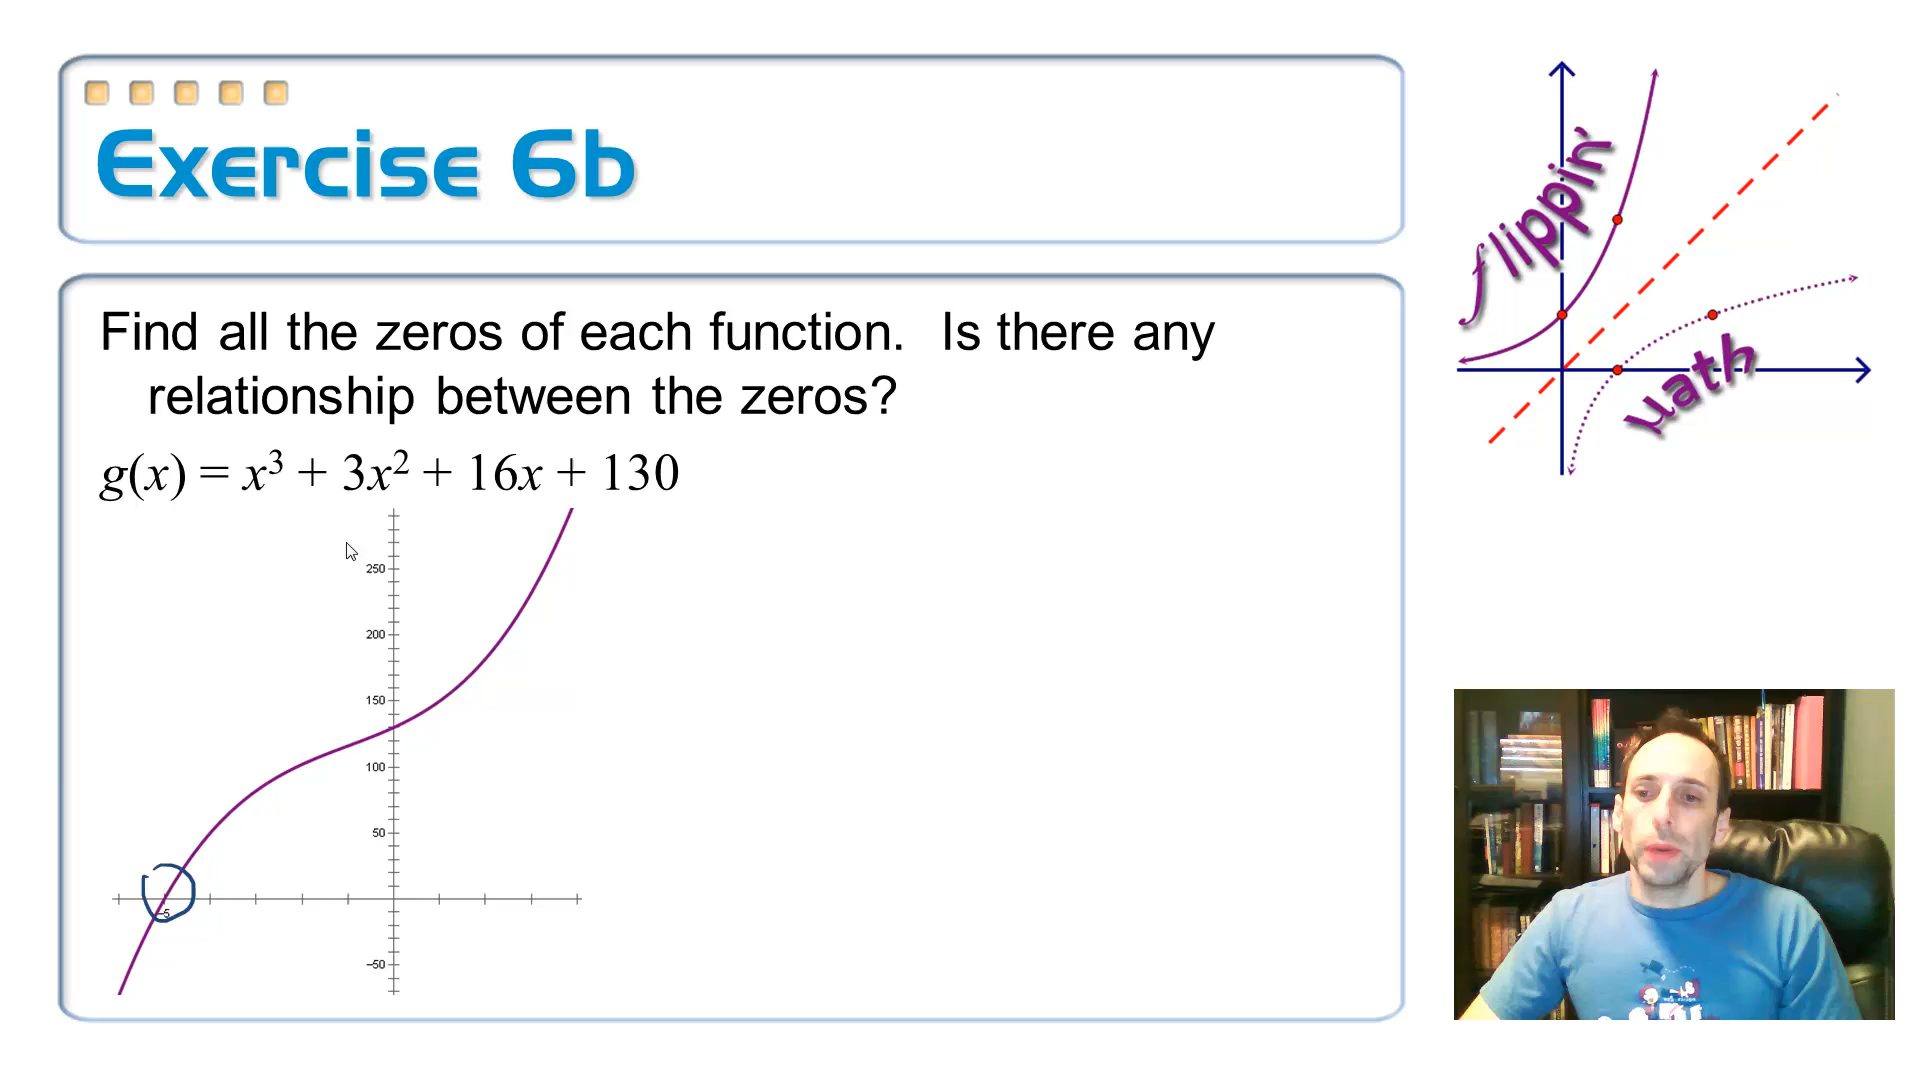 Exercise 6b
Find all the zeros of each function. Is there any
relationship between the zeros?
g(x) = x³ + 3x² + 16x + 130
250
200
150
100
50
-5
-50
flippin'
math